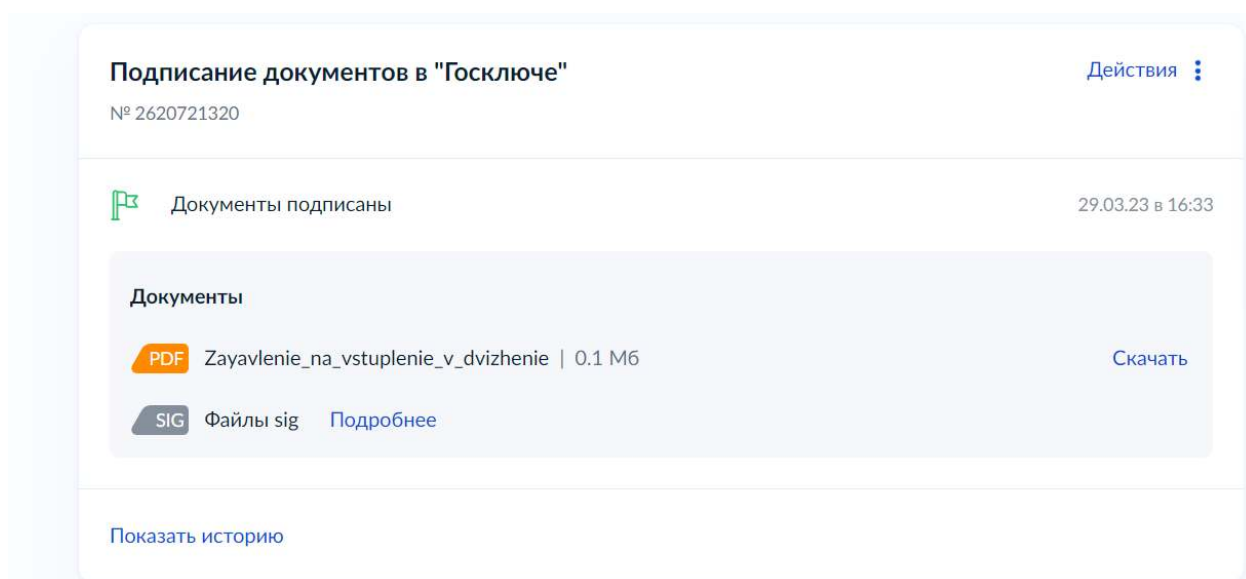 Подписание документов в "Госключе"
Действия
№ 2620721320
Документы подписаны
29.03.23 в 16:33
Документы
PDF Zayavlenie_na_vstuplenie_v_dvizhenie | 0.1 Мб
Скачать
SIG Файлы sig Подробнее
Показать историю